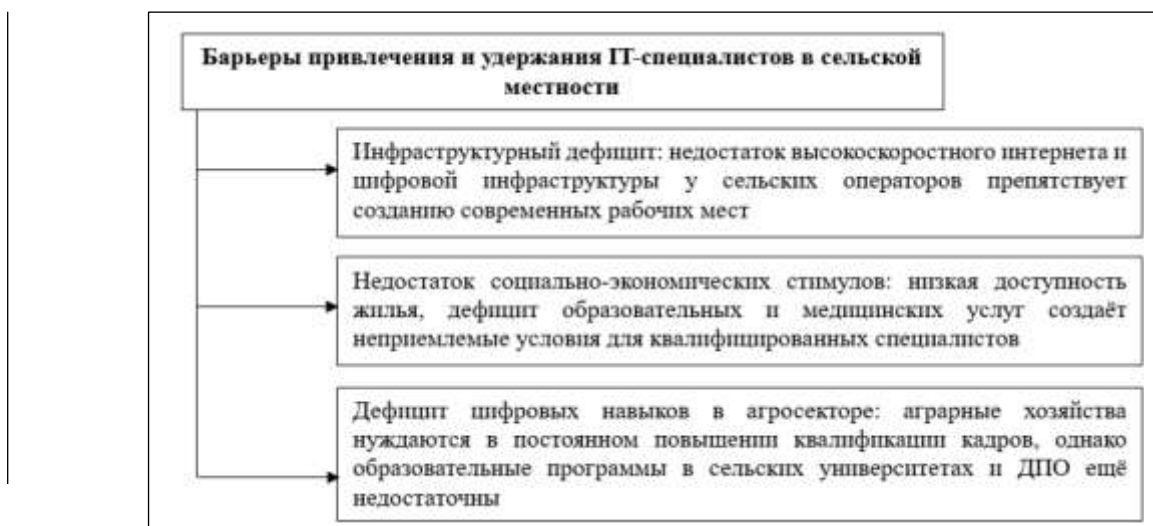 Барьеры привлечения и удержания IT-специалистов в сельской
местности
Инфраструктурный дефицит: недостаток высокоскоростного интернета и
цифровой инфраструктуры у сельских операторов препятствует
созданию современных рабочих мест
Недостаток социально-экономических стимулов: низкая доступность
жилья, дефицит образовательных и медицинских услуг создаёт
неприемлемые условия для квалифицированных специалистов
Дефицит цифровых навыков в агросекторе: аграрные хозяйства
нуждаются в постоянном повышении квалификации кадров, однако
образовательные программы в сельских университетах и ДПО ещё
недостаточны